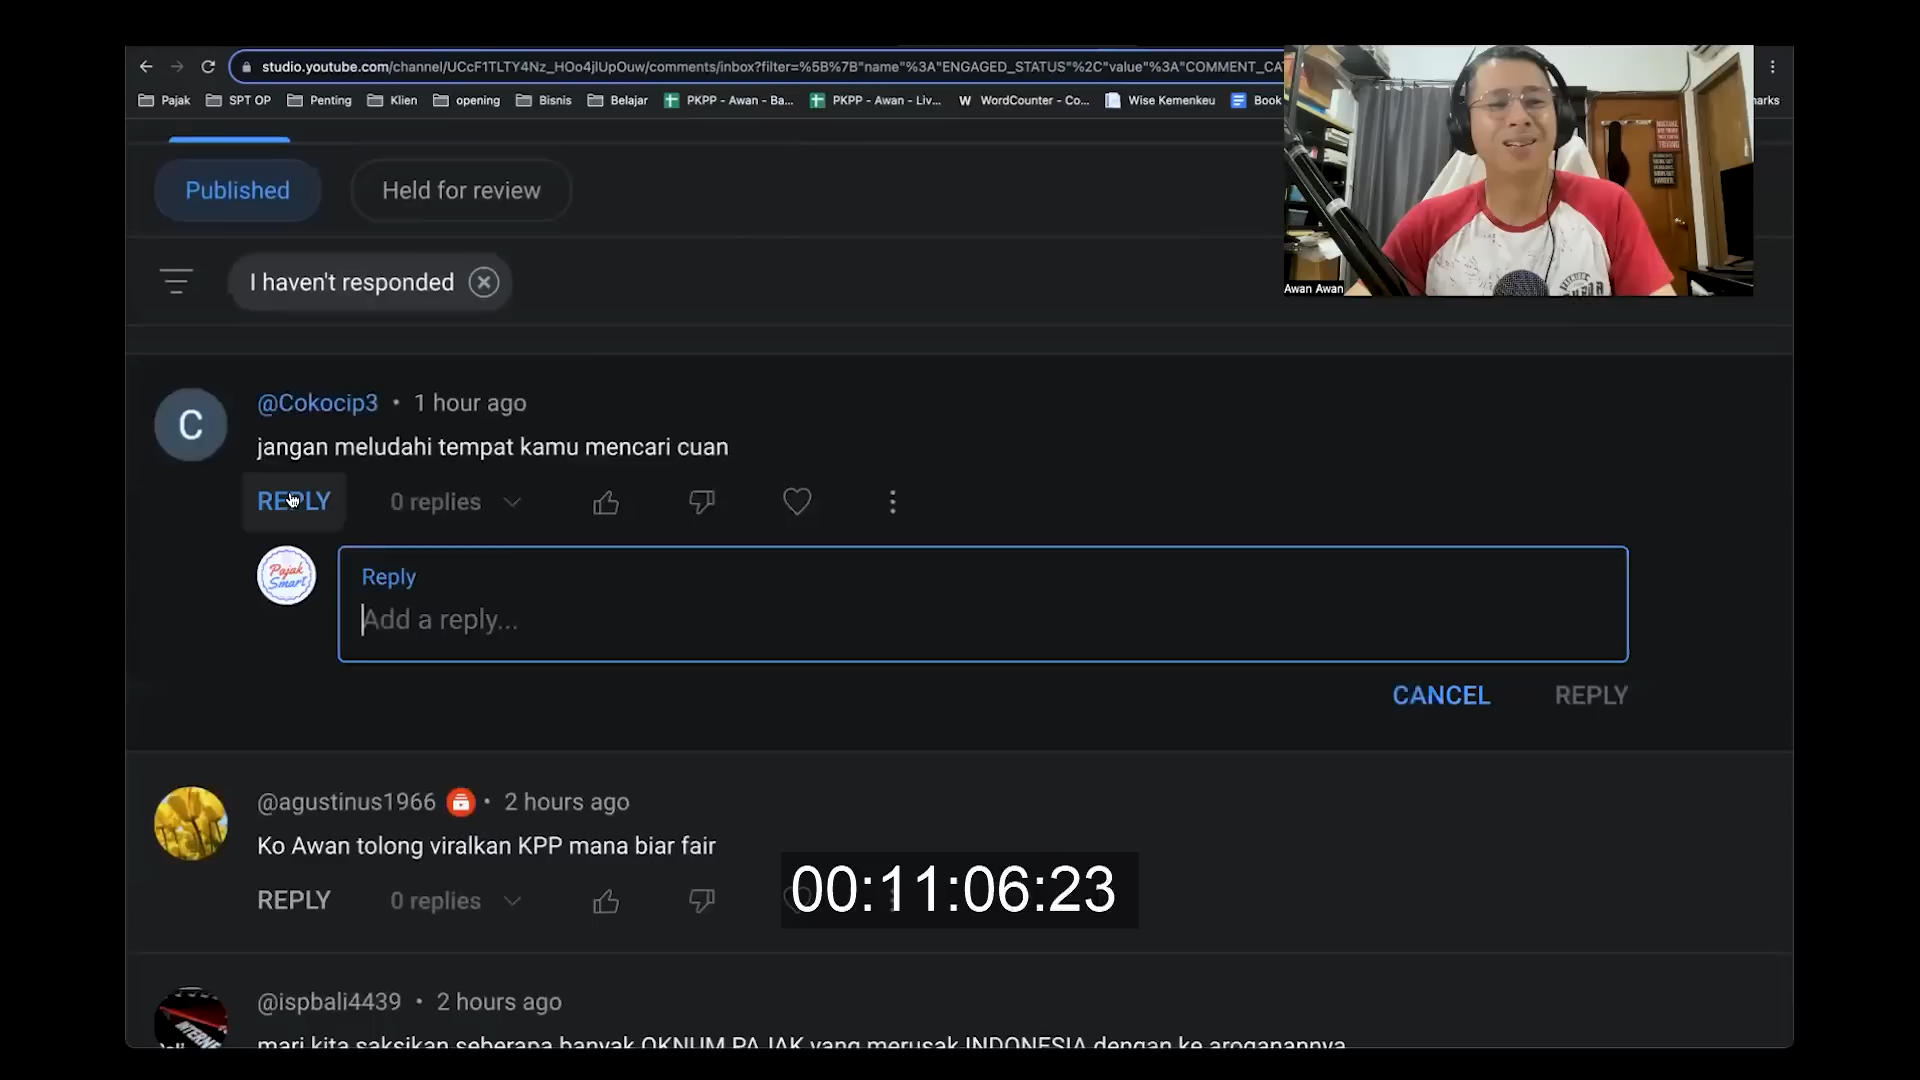 studio.youtube.com/channel/UCcF1TLTY4Nz_HOo4jlUpOuw/comments/inbox?filter=%5B%7B"name"%3A"ENGAGED_STATUS"%2C"value"%3A"COMMENT_CA
Pajak SPT OP Penting Klien opening Bisnis Belajar PKPP - Awan - Ba... PKPP - Awan - Liv... WordCounter - Co... Wise Kemenkeu Book
Published Held for review
I haven't responded
Awan Awan
C
@Cokocip3 • 1 hour ago
jangan meludahi tempat kamu mencari cuan
REPLY 0 replies
Pajak
Smart
Reply
Add a reply...
CANCEL REPLY
@agustinus1966 • 2 hours ago
Ko Awan tolong viralkan KPP mana biar fair
REPLY 0 replies
00:11:06:23
@ispbali4439 • 2 hours ago
mari kita saksikan seberapa banyak OKNUM PAJAK yang merusak INDONESIA dengan ke aroganannya